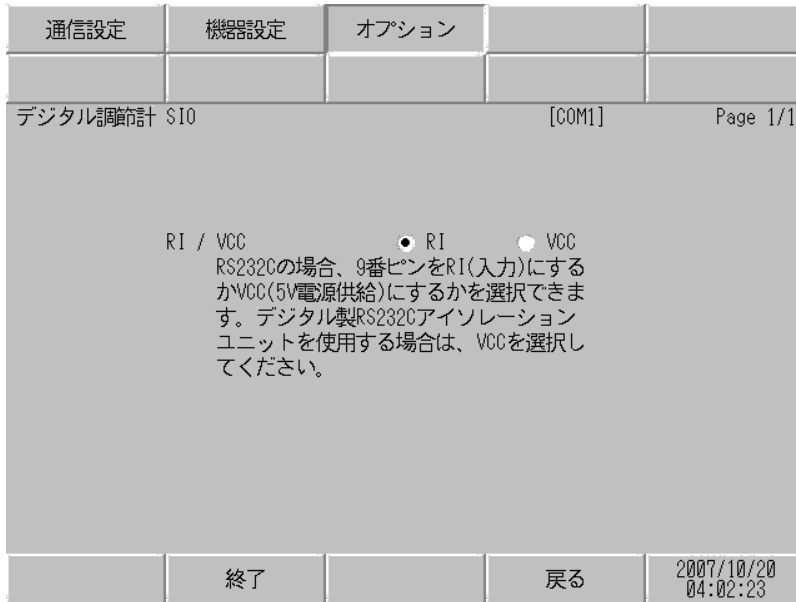 通信設定 機器設定 オプション
デジタル調節計 SIO [COM1] Page 1/1
RI / VCC RI VCC
RS232Cの場合、9番ピンをRI(入力)にする
かVCC(5V電源供給)にするかを選択できま
す。デジタル製RS232Cアイソレーション
ユニットを使用する場合は、VCCを選択し
てください。
終了 戻る 2007/10/20
04:02:23